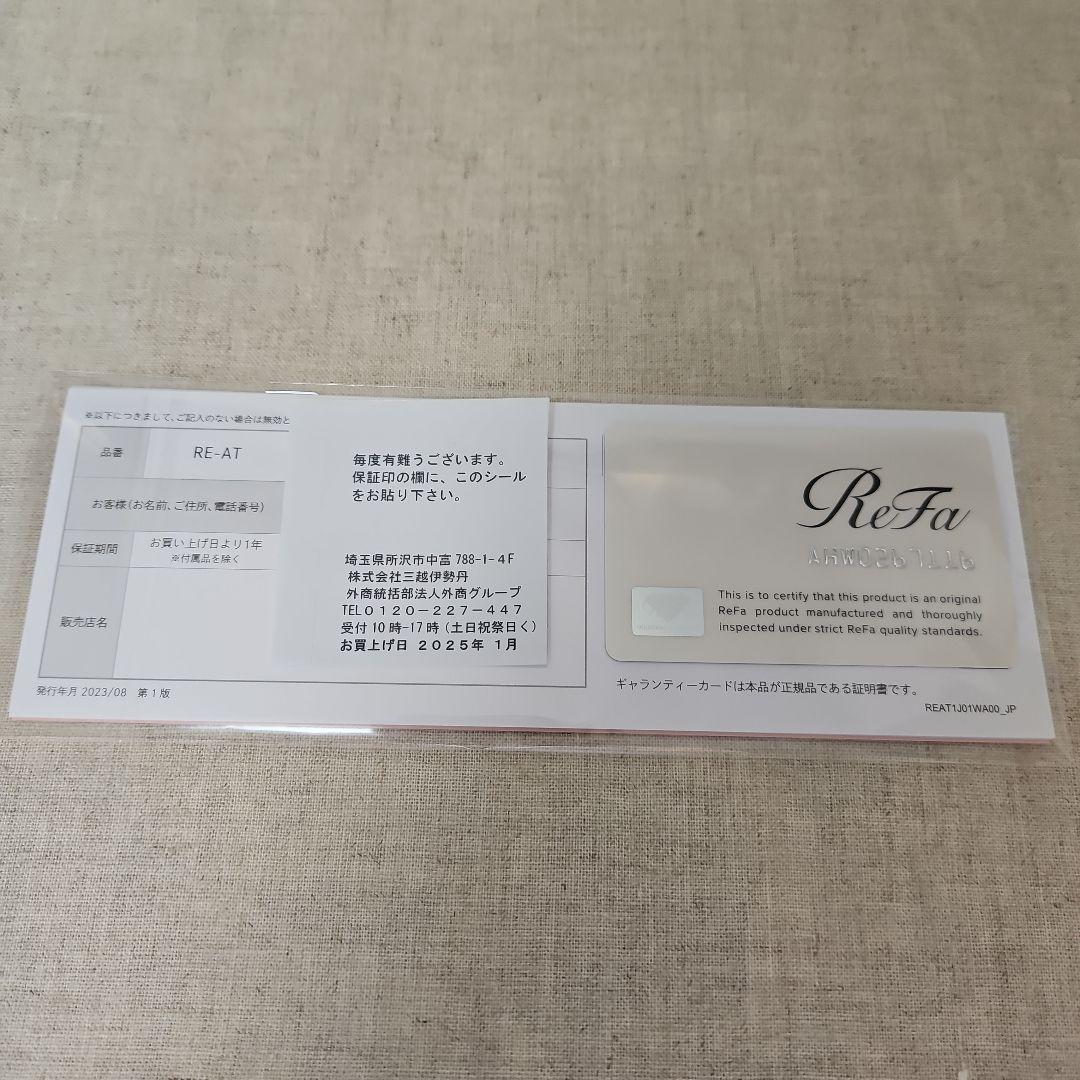 ※以下につきまして、ご記入のない場合は無効と
品番
RE-AT
お客様(お名前、ご住所、電話番号)
保証期間
お買い上げ日より1年
※付属品を除く
販売店名
発行年月 2023/08 第1版
毎度有難うございます。
保証印の欄に、このシール
をお貼り下さい。
埼玉県所沢市中富788-1-4F
株式会社三越伊勢丹
外商統括部法人外商グループ
TEL0120-227-447
受付10時-17時(土日祝祭日く)
お買上げ日 2025年 1月
ReFa
This is to certify that this product is an original
ReFa product manufactured and thoroughly
inspected under strict ReFa quality standards.
ギャランティーカードは本品が正規品である証明書です。
REAT1J01WA00_JP